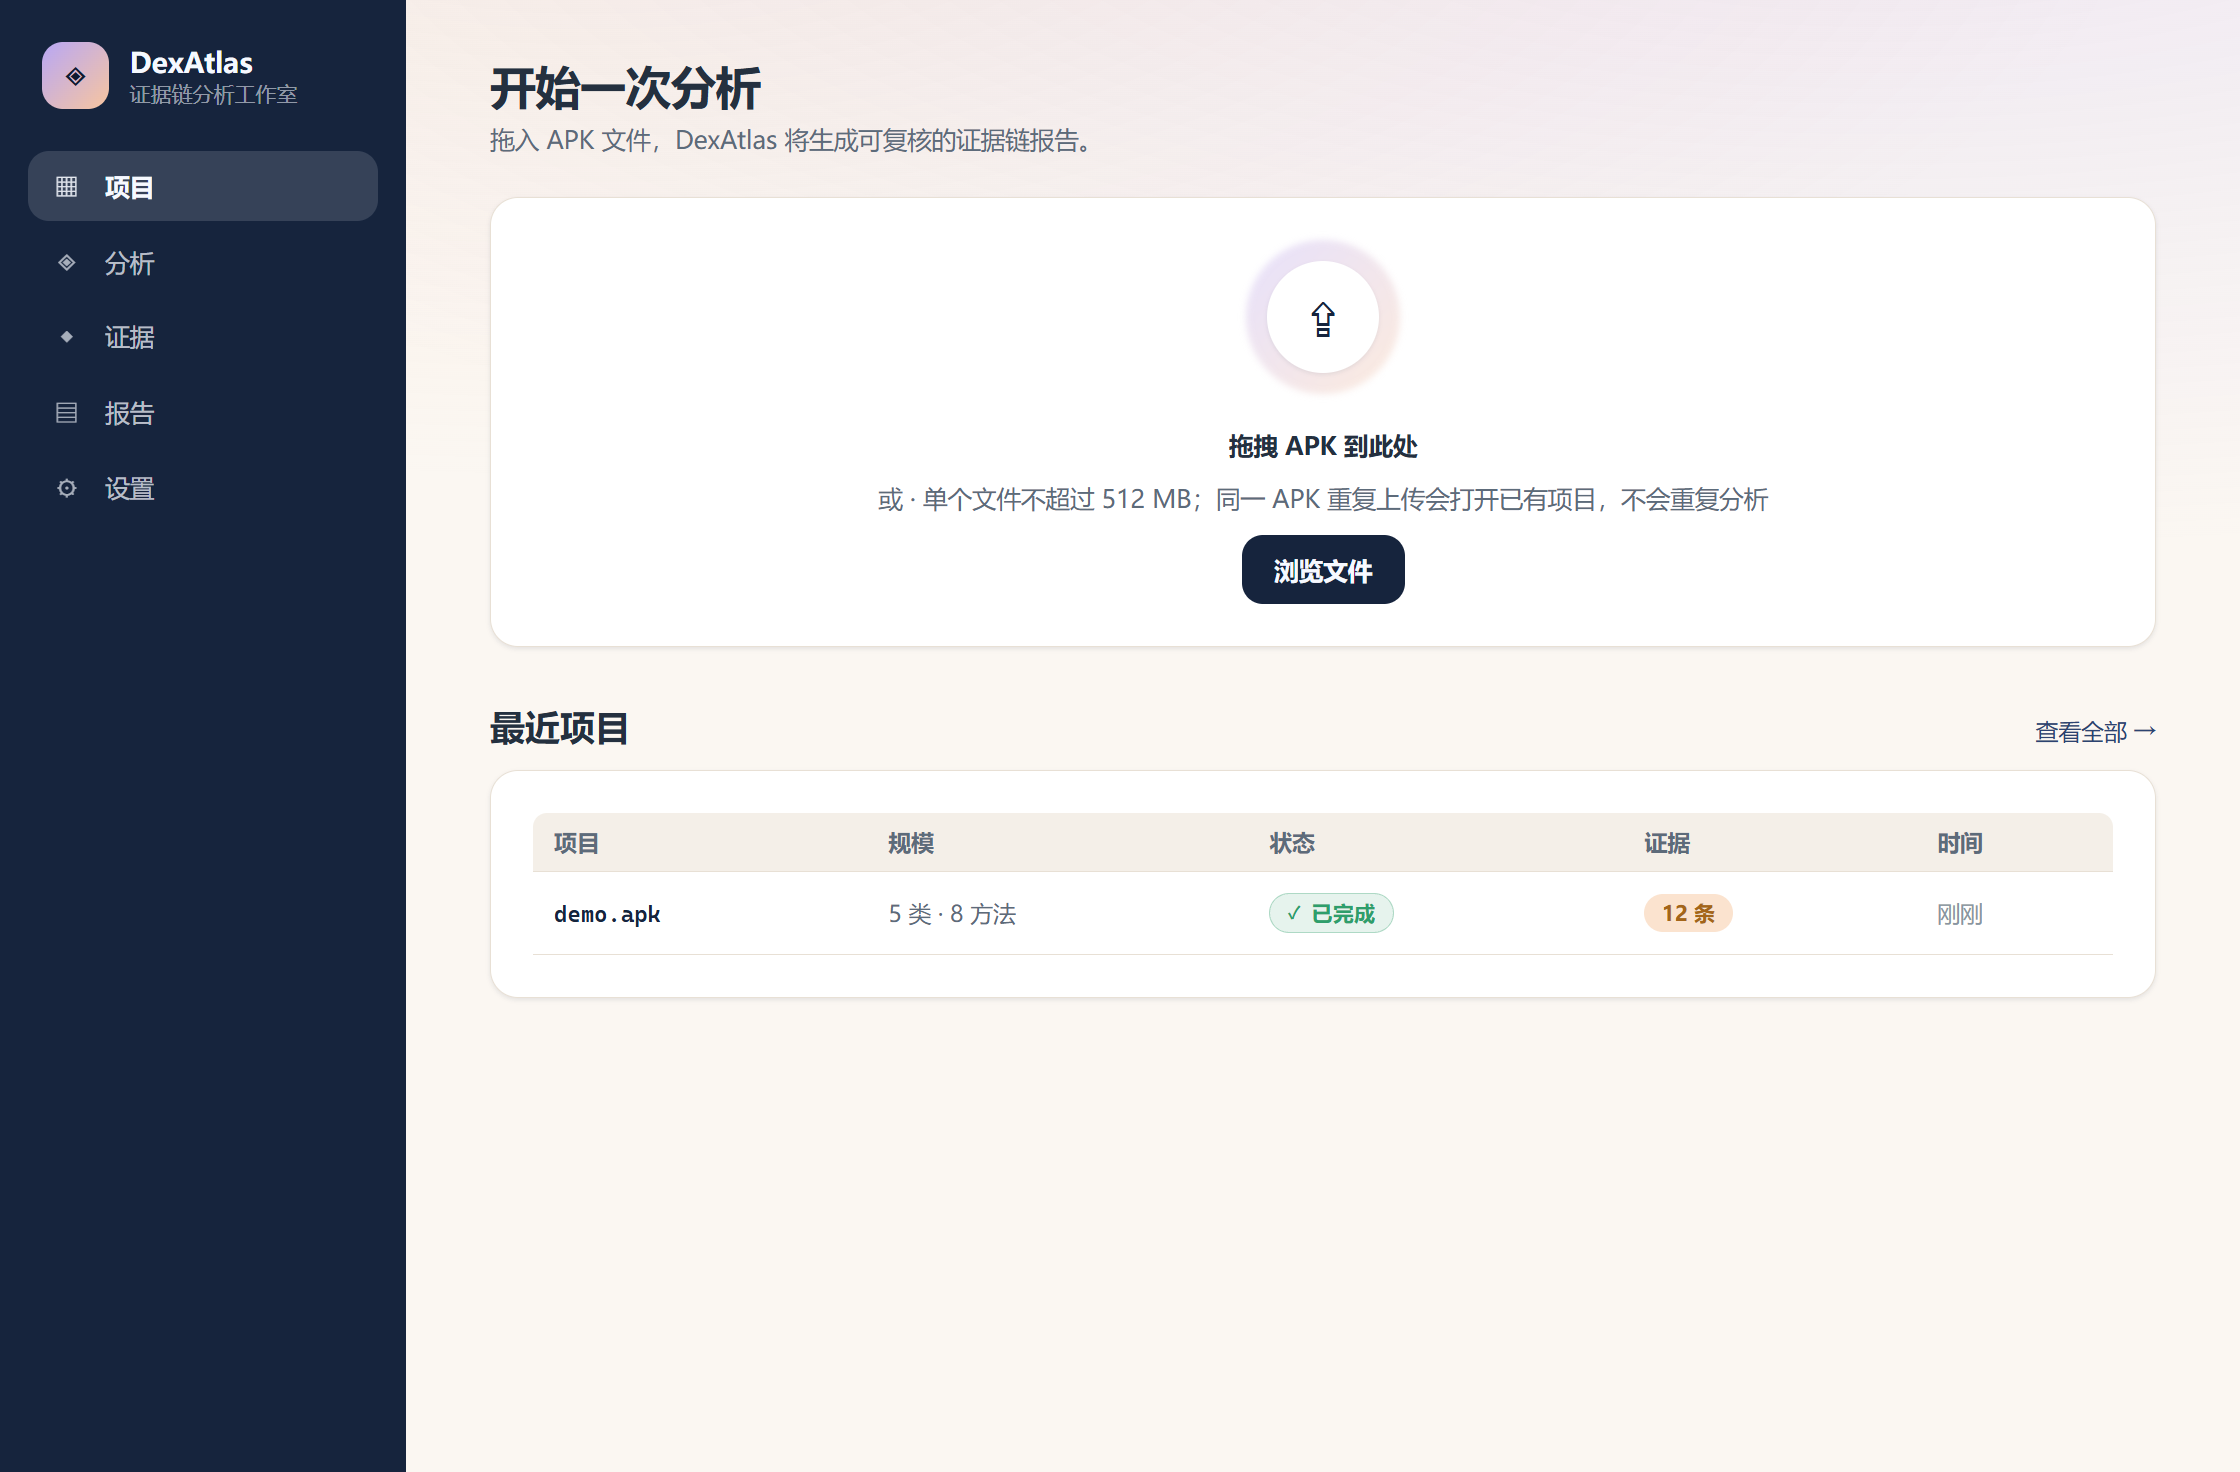 DexAtlas
证据链分析工作室
项目
分析
证据
报告
设置
开始一次分析
拖入 APK 文件，DexAtlas 将生成可复核的证据链报告。
拖拽 APK 到此处
或 · 单个文件不超过 512 MB；同一 APK 重复上传会打开已有项目，不会重复分析
浏览文件
最近项目
查看全部 →
项目 规模 状态 证据 时间
demo.apk 5 类 · 8 方法 ✓ 已完成 12 条 刚刚